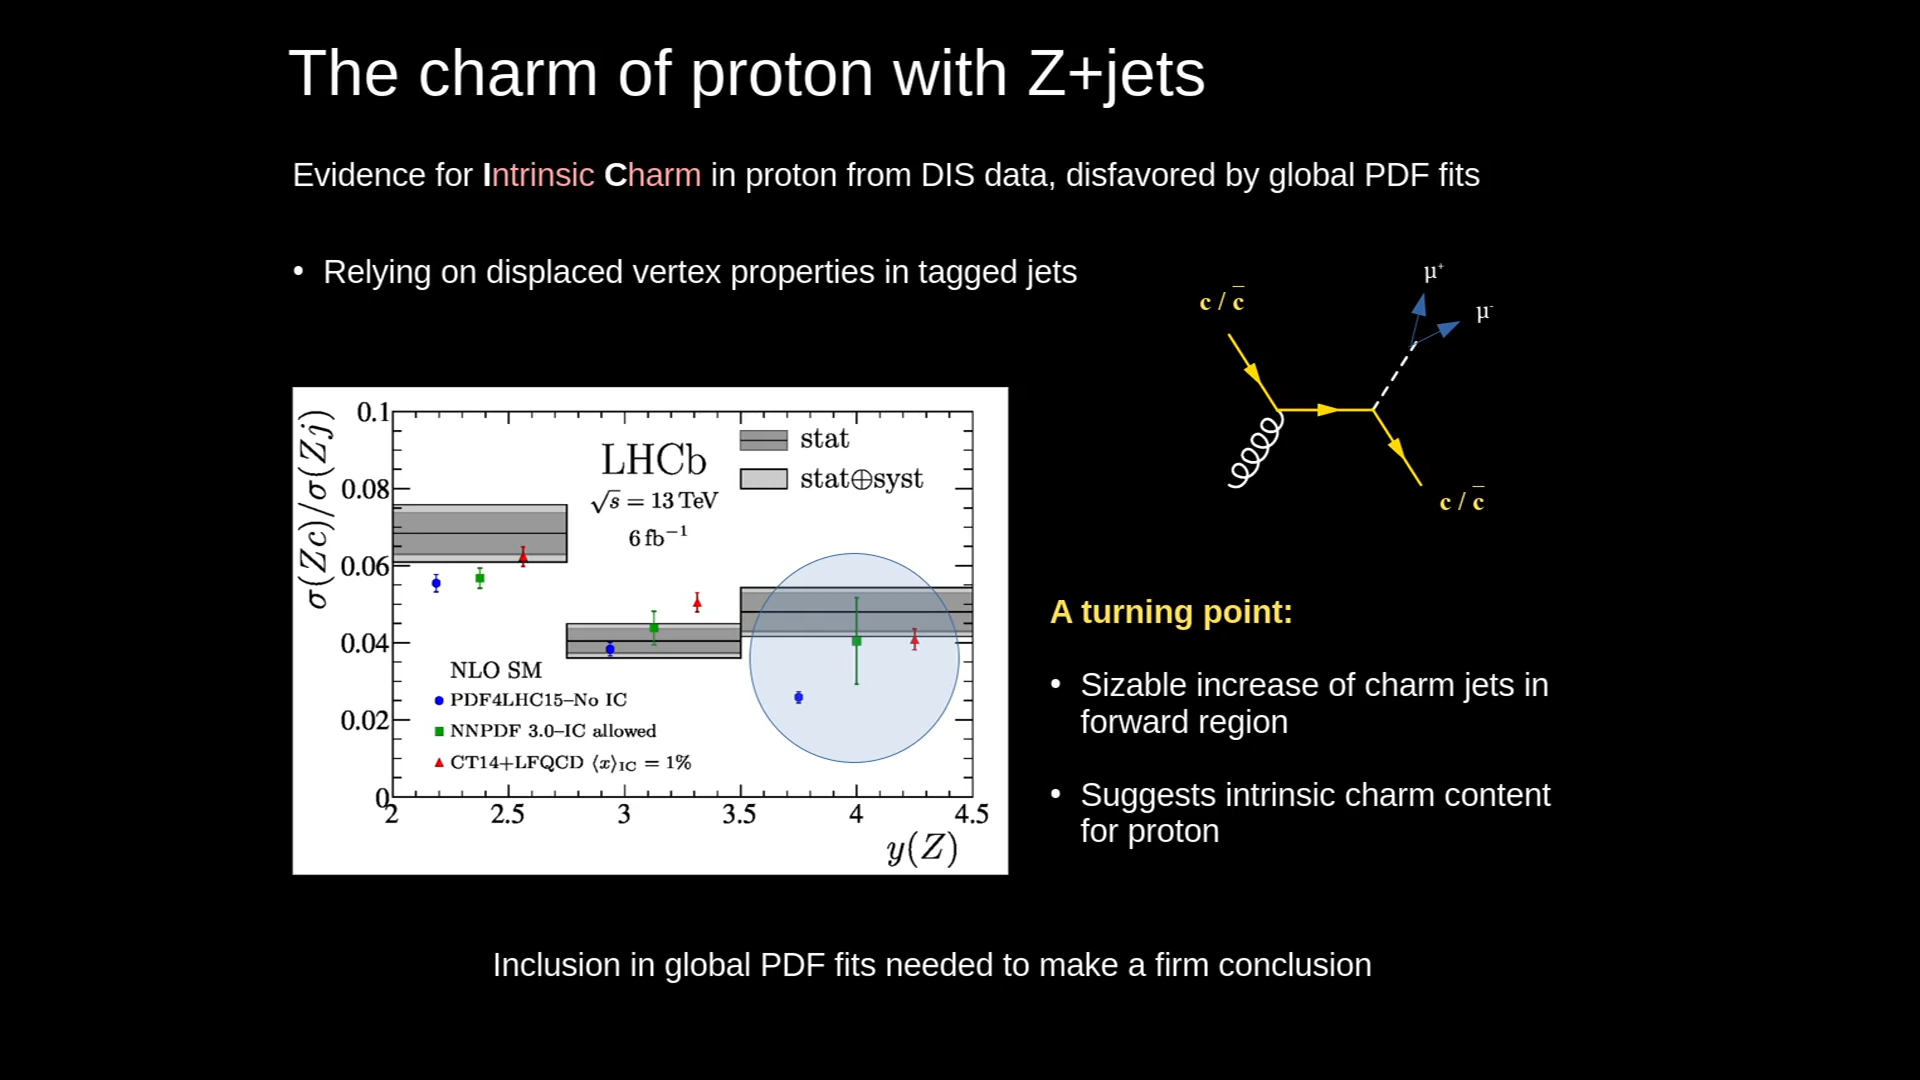 The charm of proton with Z+jets
Evidence for Intrinsic Charm in proton from DIS data, disfavored by global PDF fits
• Relying on displaced vertex properties in tagged jets
μ⁺
μ⁻
c / c̅
c / c̅
σ(Zc)/σ(Zj)
0.1
0.08
0.06
0.04
0.02
0
2
2.5
3
3.5
4
4.5
y(Z)
LHCb
√s = 13 TeV
6 fb⁻¹
stat
stat⊕syst
NLO SM
PDF4LHC15–No IC
NNPDF 3.0–IC allowed
CT14+LFQCD ⟨x⟩IC = 1%
A turning point:
• Sizable increase of charm jets in
forward region
• Suggests intrinsic charm content
for proton
Inclusion in global PDF fits needed to make a firm conclusion